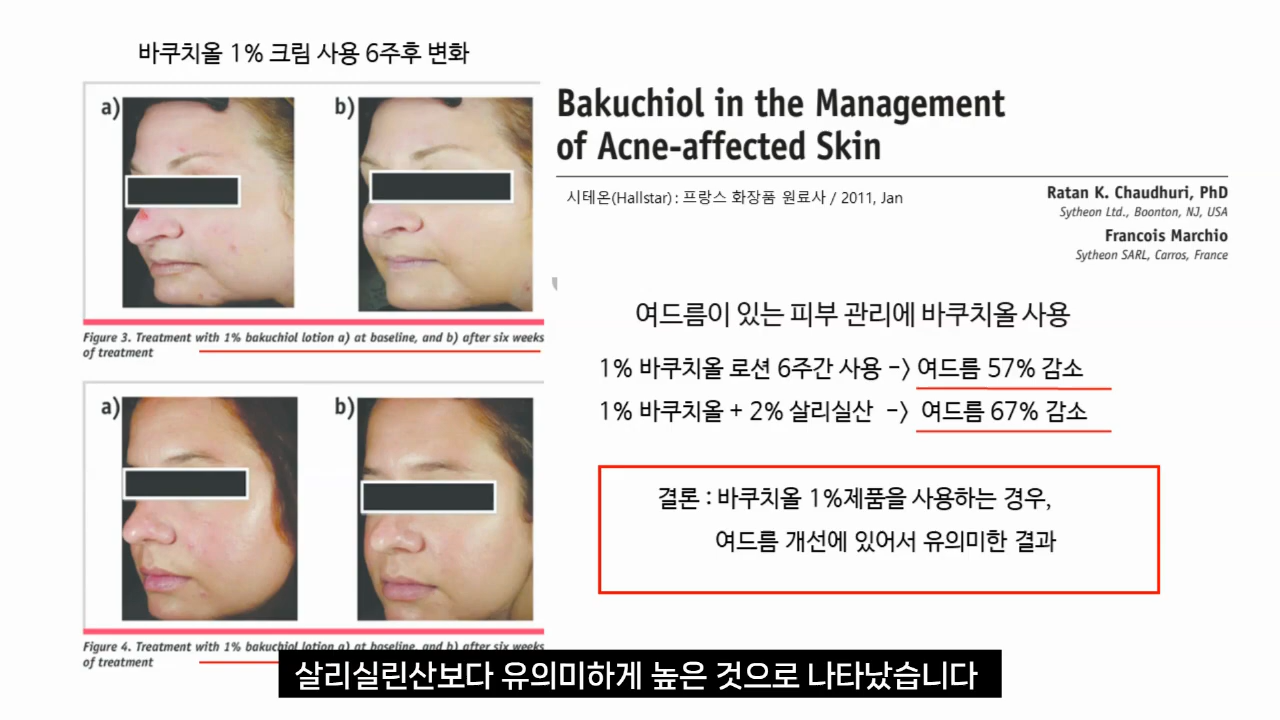 바쿠치올 1% 크림 사용 6주후 변화
a)
b)
Figure 3. Treatment with 1% bakuchiol lotion a) at baseline, and b) after six weeks
of treatment
a)
b)
Figure 4. Treatment with 1% bakuchiol lotion a) at baseline, and b) after six weeks
of treatment
Bakuchiol in the Management
of Acne-affected Skin
시테온(Hallstar) : 프랑스 화장품 원료사 / 2011, Jan
Ratan K. Chaudhuri, PhD
Sytheon Ltd., Boonton, NJ, USA
Francois Marchio
Sytheon SARL, Carros, France
여드름이 있는 피부 관리에 바쿠치올 사용
1% 바쿠치올 로션 6주간 사용 -> 여드름 57% 감소
1% 바쿠치올 + 2% 살리실산 -> 여드름 67% 감소
결론 : 바쿠치올 1%제품을 사용하는 경우,
여드름 개선에 있어서 유의미한 결과
살리실린산보다 유의미하게 높은 것으로 나타났습니다